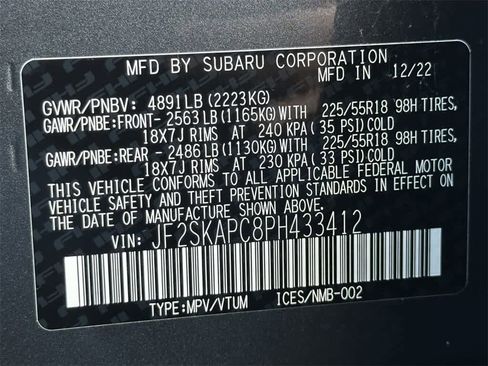 MFD BY SUBARU CORPORATION
MFD IN 12/22
GVWR/PNBV: 4891LB(2223KG)
GAWR/PNBE:FRONT- 2563LB(1165KG)WITH 225/55R18 98H TIRES,
18X7J RIMS AT 240 KPA( 35 PSI)COLD
GAWR/PNBE:REAR - 2486LB(1130KG)WITH 225/55R18 98H TIRES,
18X7J RIMS AT 230 KPA( 33 PSI)COLD
THIS VEHICLE CONFORMS TO ALL APPLICABLE FEDERAL MOTOR
VEHICLE SAFETY AND THEFT PREVENTION STANDARDS IN EFFECT ON
THE DATE OF MANUFACTURE SHOWN ABOVE.
VIN: JF2SKAPC8PH433412
TYPE:MPV/VTUM ICES/NMB-002